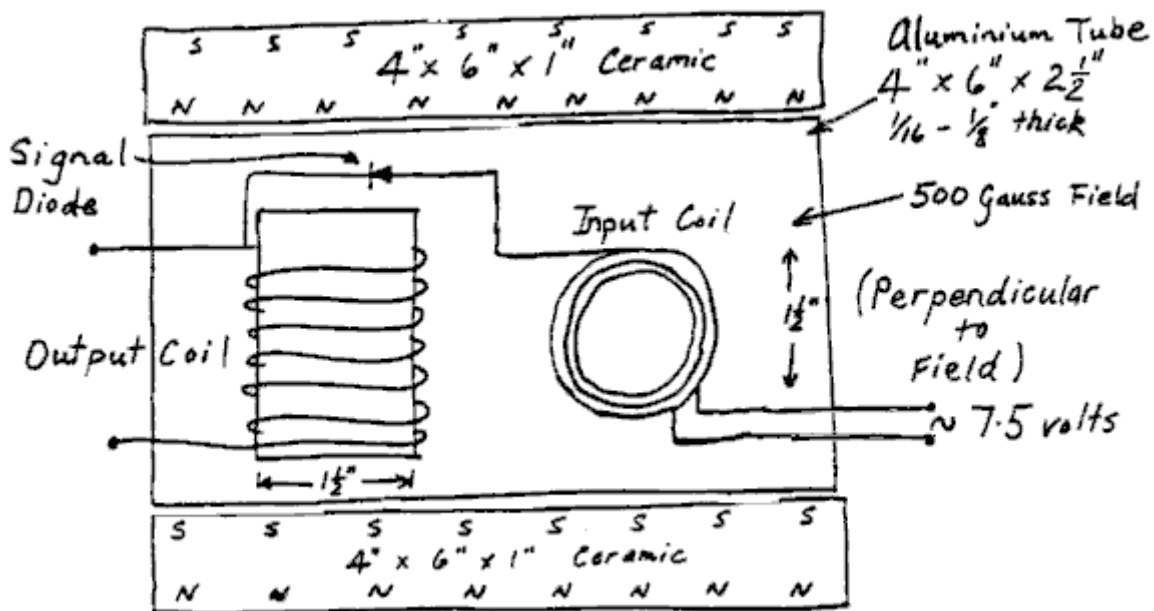 S S S S S S S S
4" x 6" x 1" Ceramic
N N N N N N N N
Aluminium Tube
4" x 6" x 2½"
1/16 - 1/8" thick
Signal
Diode
500 Gauss Field
Input Coil
1½"
(Perpendicular
to
Field)
Output Coil
~ 7.5 volts
1½"
S S S S S S S S
4" x 6" x 1" Ceramic
N N N N N N N N